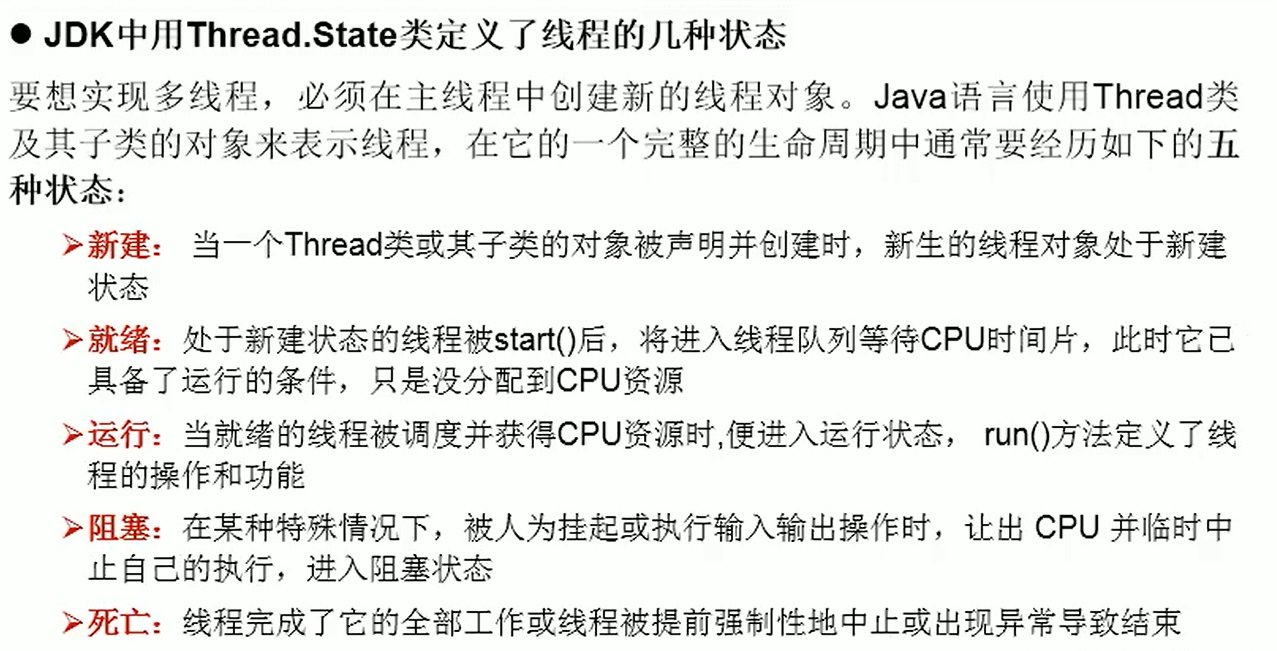 ● JDK中用Thread.State类定义了线程的几种状态
要想实现多线程，必须在主线程中创建新的线程对象。Java语言使用Thread类
及其子类的对象来表示线程，在它的一个完整的生命周期中通常要经历如下的五
种状态：
➢新建： 当一个Thread类或其子类的对象被声明并创建时，新生的线程对象处于新建
状态
➢就绪：处于新建状态的线程被start()后，将进入线程队列等待CPU时间片，此时它已
具备了运行的条件，只是没分配到CPU资源
➢运行：当就绪的线程被调度并获得CPU资源时,便进入运行状态， run()方法定义了线
程的操作和功能
➢阻塞：在某种特殊情况下，被人为挂起或执行输入输出操作时，让出 CPU 并临时中
止自己的执行，进入阻塞状态
➢死亡：线程完成了它的全部工作或线程被提前强制性地中止或出现异常导致结束